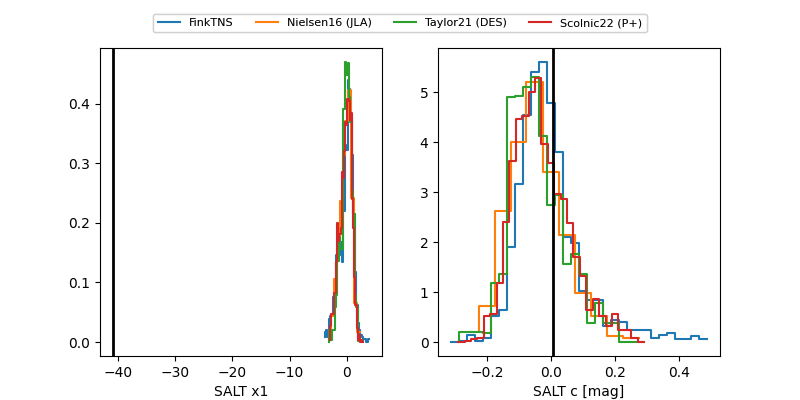 FinkTNS Nielsen16 (JLA) Taylor21 (DES) Scolnic22 (P+)
0.4
0.3
0.2
0.1
0.0
−40 −30 −20 −10 0
SALT x1
5
4
3
2
1
0
−0.2 0.0 0.2 0.4
SALT c [mag]